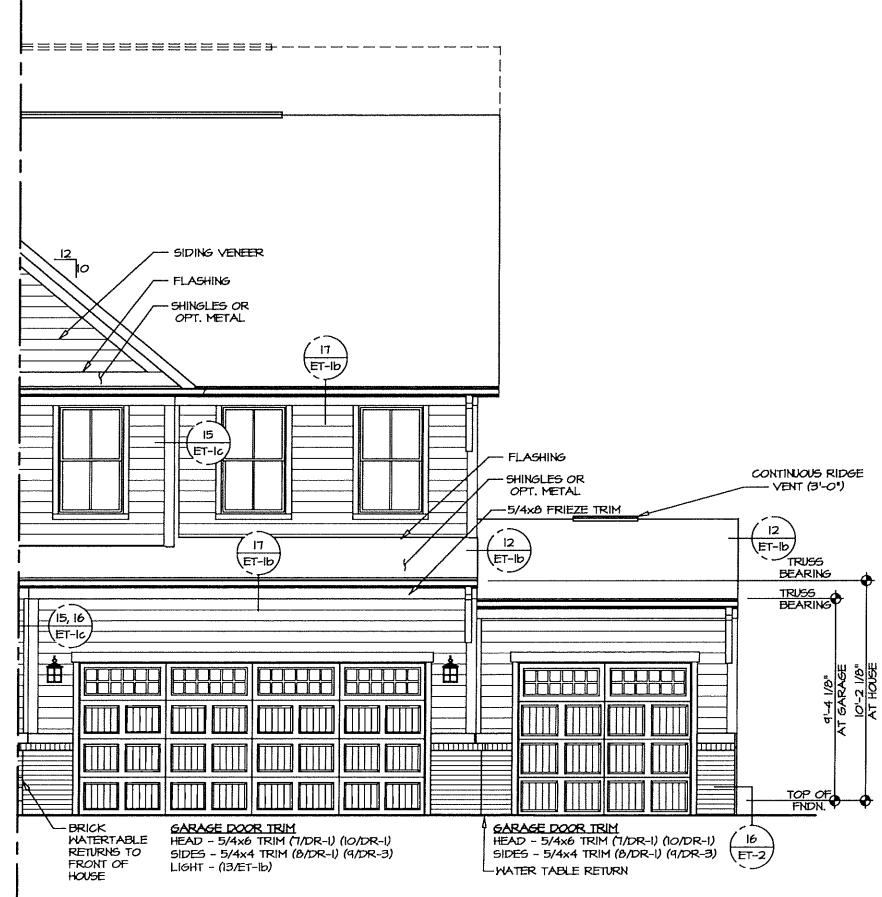 12
10
SIDING VENEER
FLASHING
SHINGLES OR
OPT. METAL
17
ET-1b
15
ET-1c
FLASHING
SHINGLES OR
OPT. METAL
5/4x8 FRIEZE TRIM
CONTINUOUS RIDGE
VENT (3'-0")
17
ET-1b
12
ET-1b
12
ET-1b
TRUSS
BEARING
TRUSS
BEARING
15, 16
ET-1c
9'-4 1/8"
AT GARAGE
10'-2 1/8"
AT HOUSE
TOP OF
FNDN.
BRICK
WATERTABLE
RETURNS TO
FRONT OF
HOUSE
GARAGE DOOR TRIM
HEAD - 5/4x6 TRIM (7/DR-1) (10/DR-1)
SIDES - 5/4x4 TRIM (8/DR-1) (9/DR-3)
LIGHT - (13/ET-1b)
GARAGE DOOR TRIM
HEAD - 5/4x6 TRIM (7/DR-1) (10/DR-1)
SIDES - 5/4x4 TRIM (8/DR-1) (9/DR-3)
WATER TABLE RETURN
16
ET-2